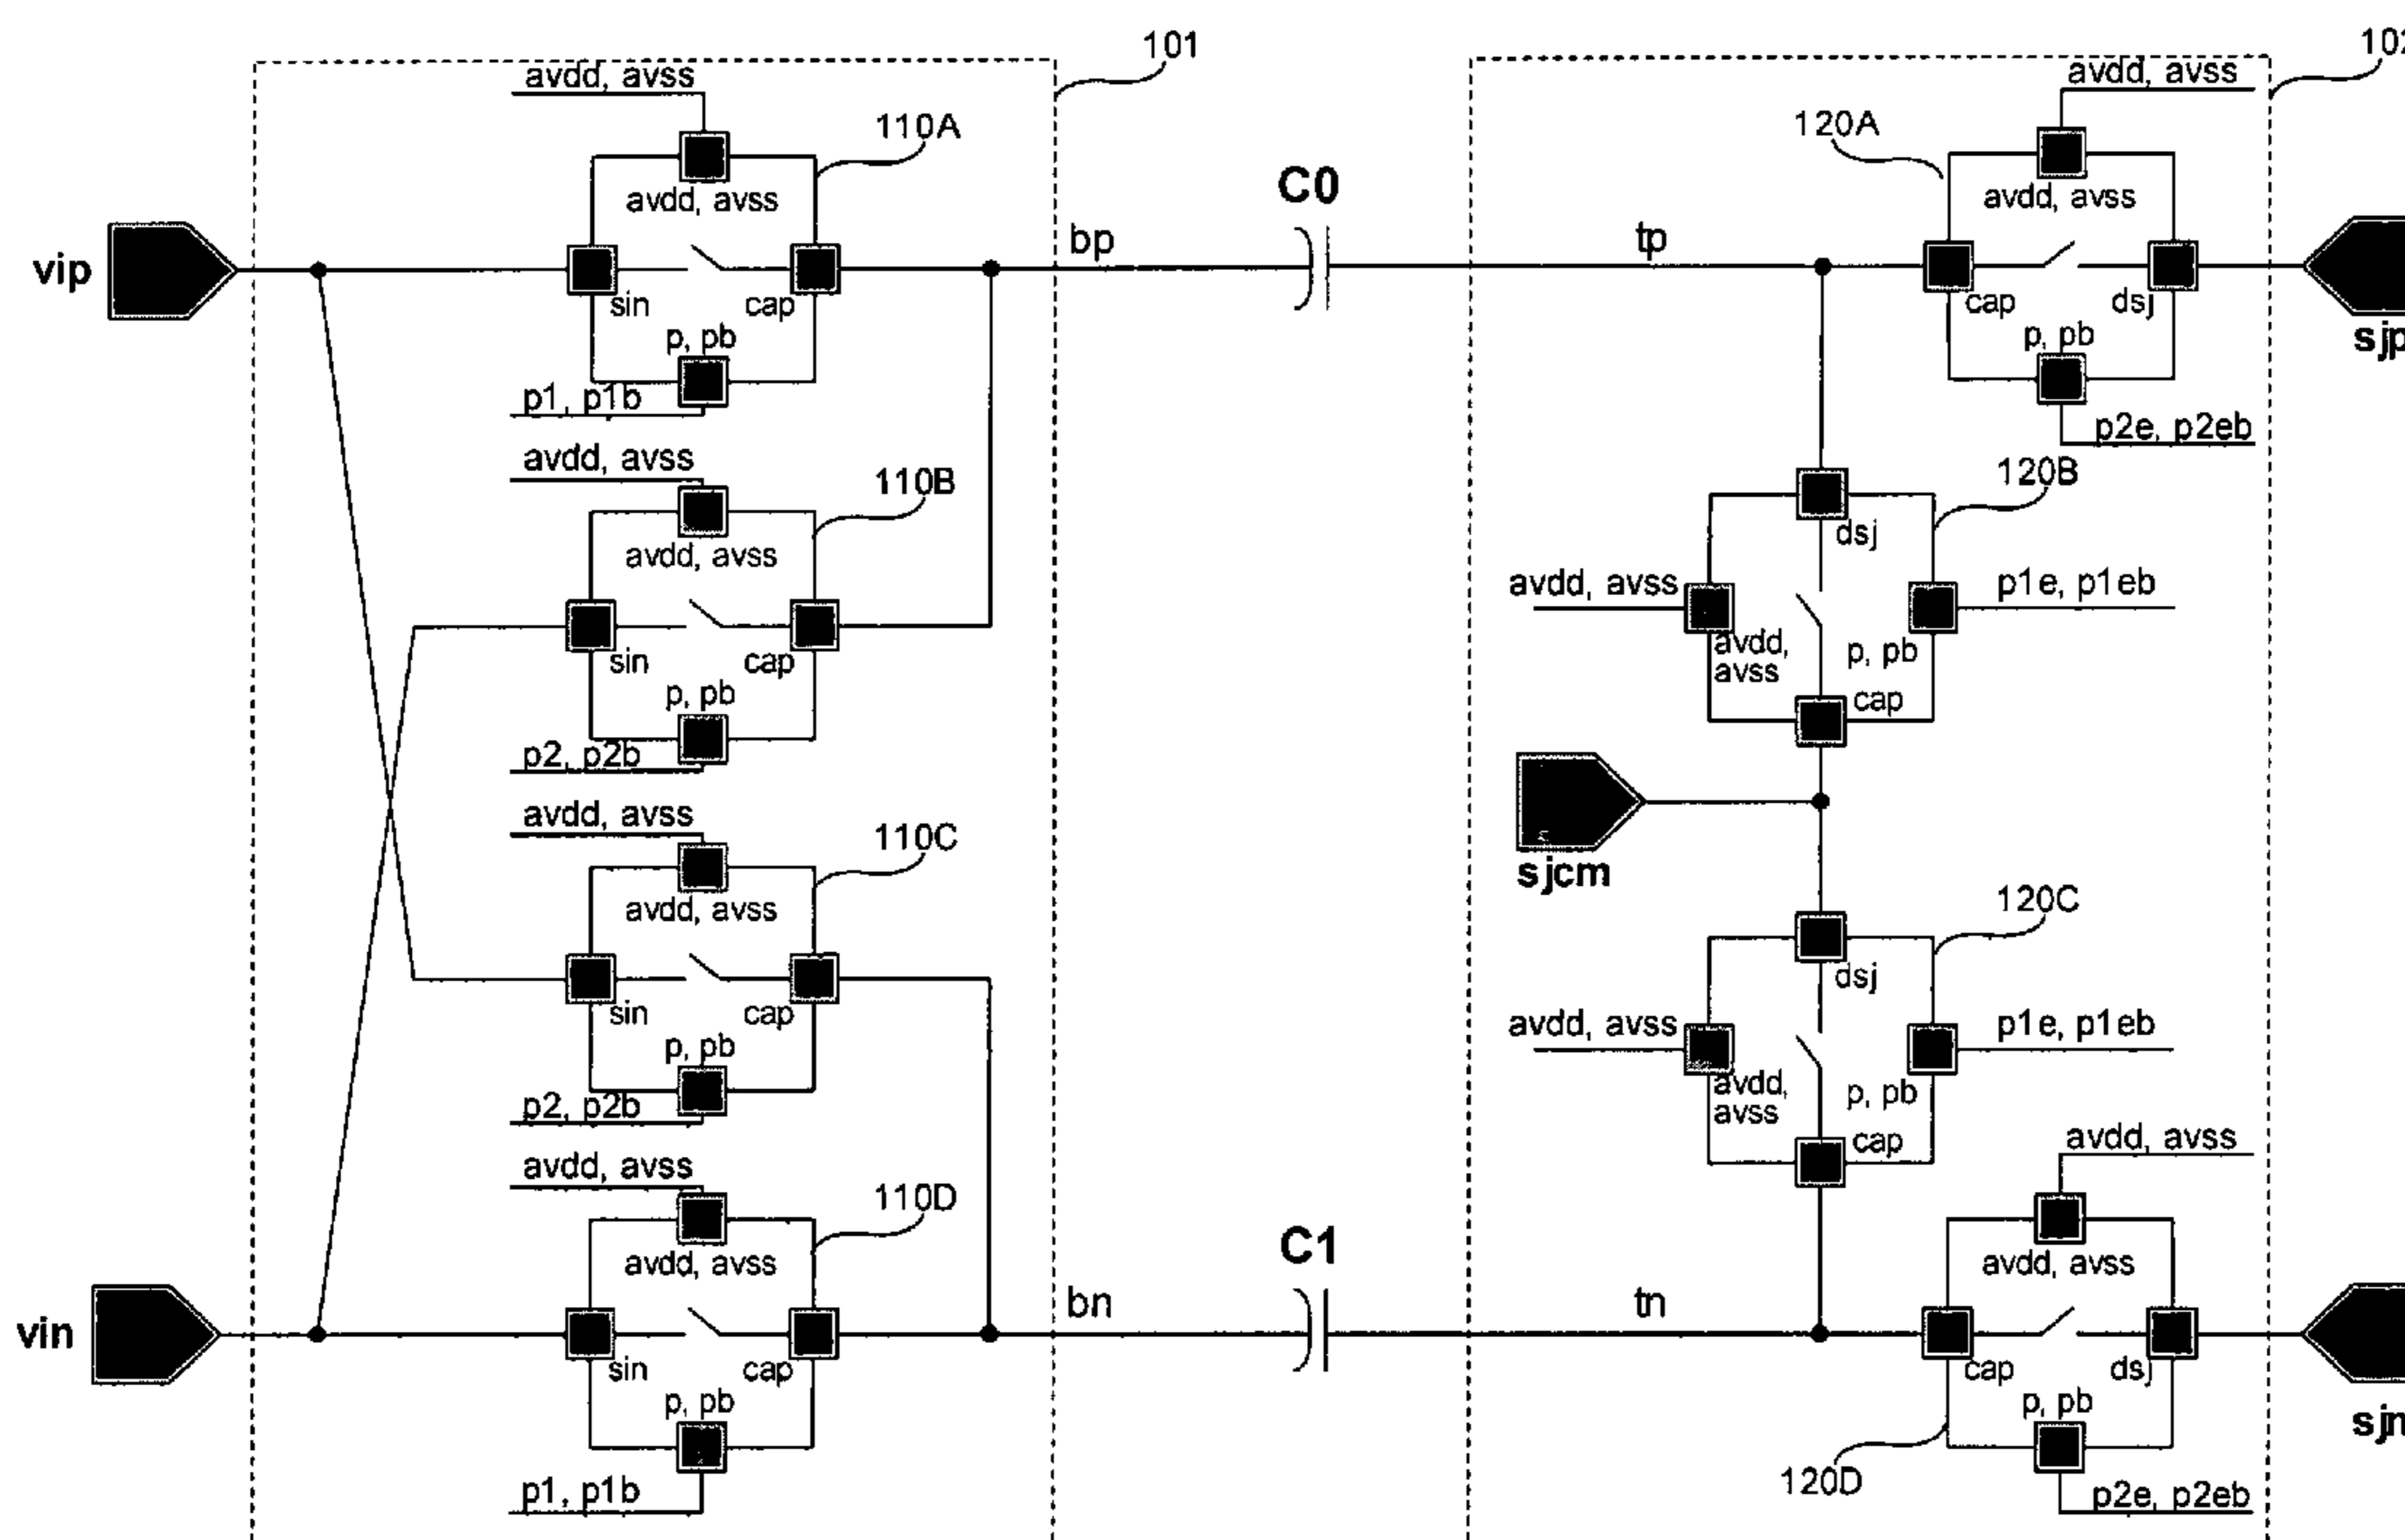 101
102
avdd, avss
avdd, avss
110A
120A
C0
avdd, avss
avdd, avss
vip
bp
tp
sin
cap
cap
dsj
p, pb
p, pb
sjp
p1, p1b
p2e, p2eb
avdd, avss
110B
120B
avdd, avss
dsj
avdd, avss
p1e, p1eb
sin
cap
avdd,
avss
p, pb
p, pb
cap
p2, p2b
avdd, avss
110C
sjcm
avdd, avss
120C
dsj
sin
cap
avdd, avss
p1e, p1eb
p, pb
avdd,
avss
p, pb
p2, p2b
cap
avdd, avss
avdd, avss
110D
C1
avdd, avss
avdd, avss
vin
bn
tn
sin
cap
cap
dsj
p, pb
p, pb
120D
p1, p1b
p2e, p2eb